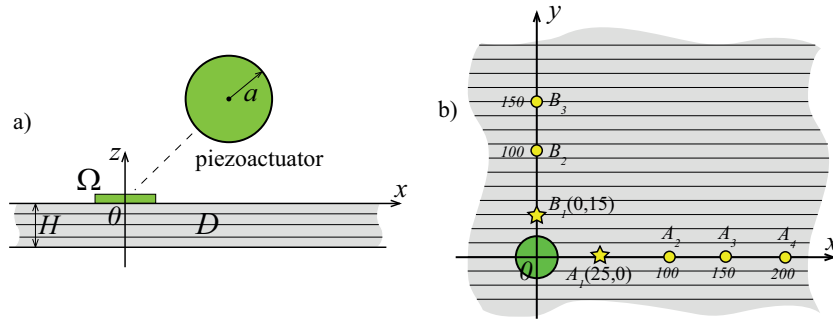 a)
a
piezoactuator
z
Ω
x
0
H
D
b)
y
150 B3
100 B2
B1(0,15)
0
A1(25,0)
A2
100
A3
150
A4
200
x